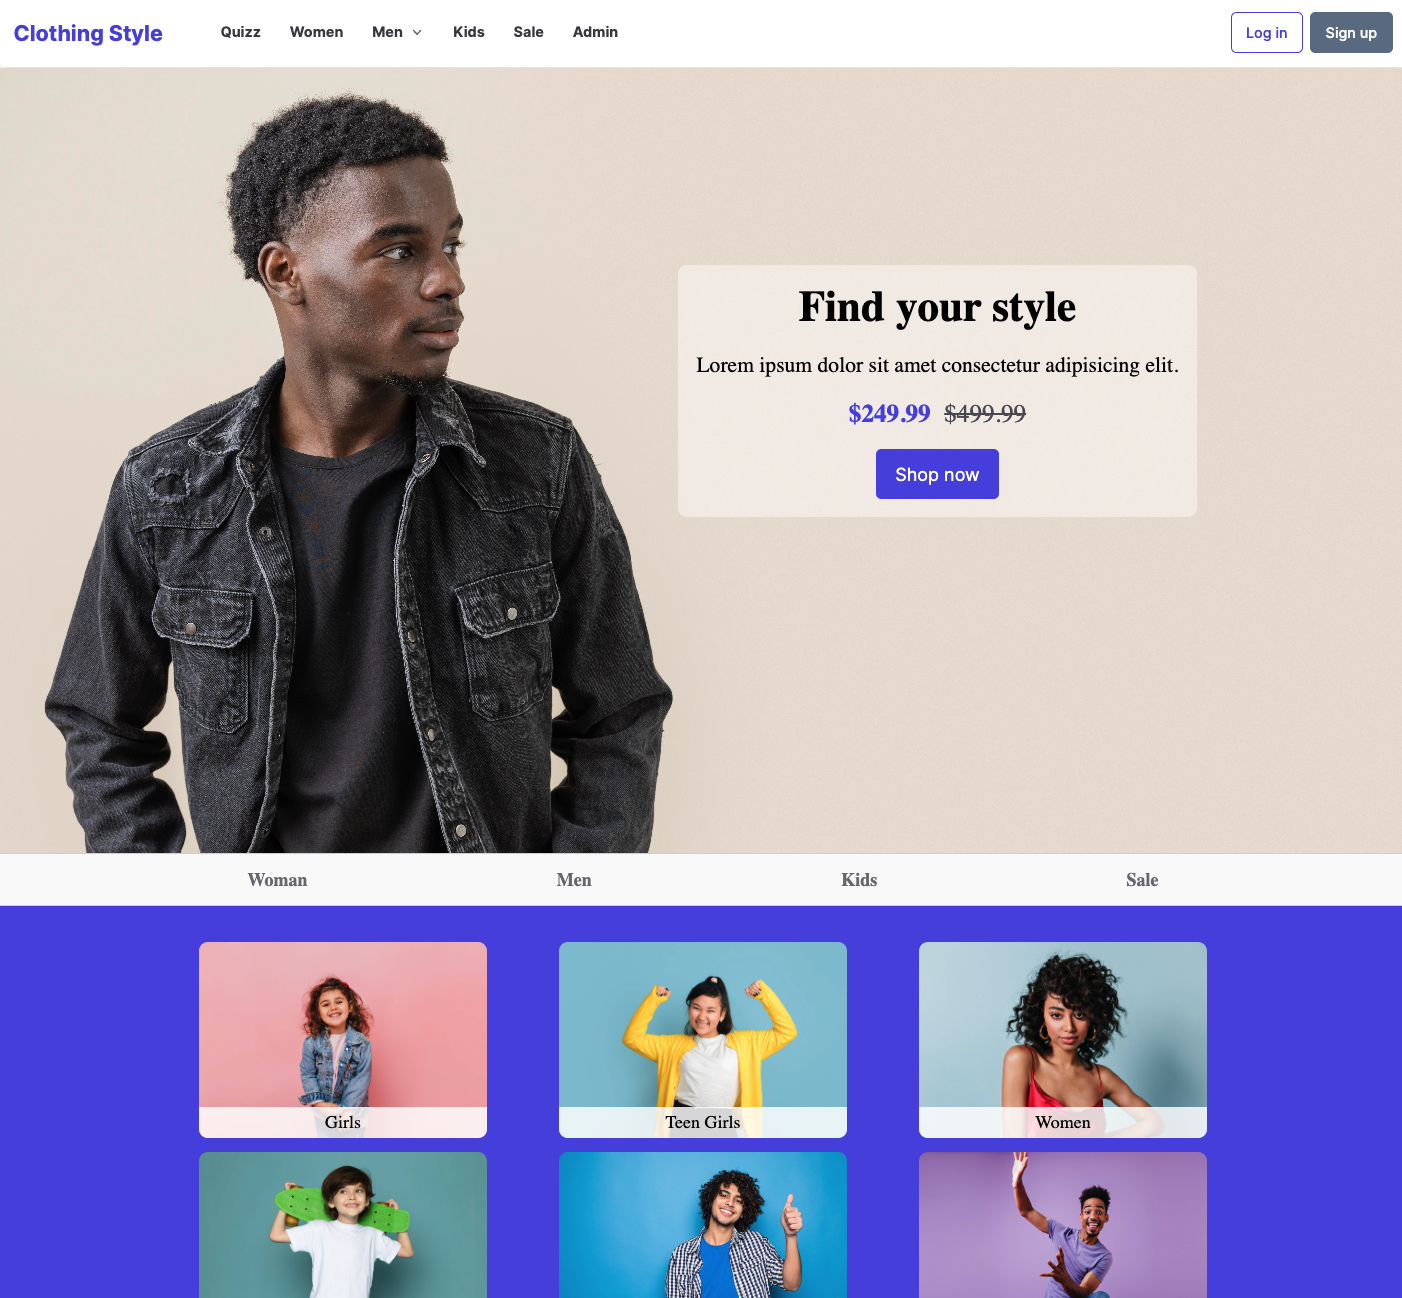 Clothing Style Quizz Women Men Kids Sale Admin Log in Sign up
Find your style
Lorem ipsum dolor sit amet consectetur adipisicing elit.
$249.99 $499.99
Shop now
Woman Men Kids Sale
Girls Teen Girls Women